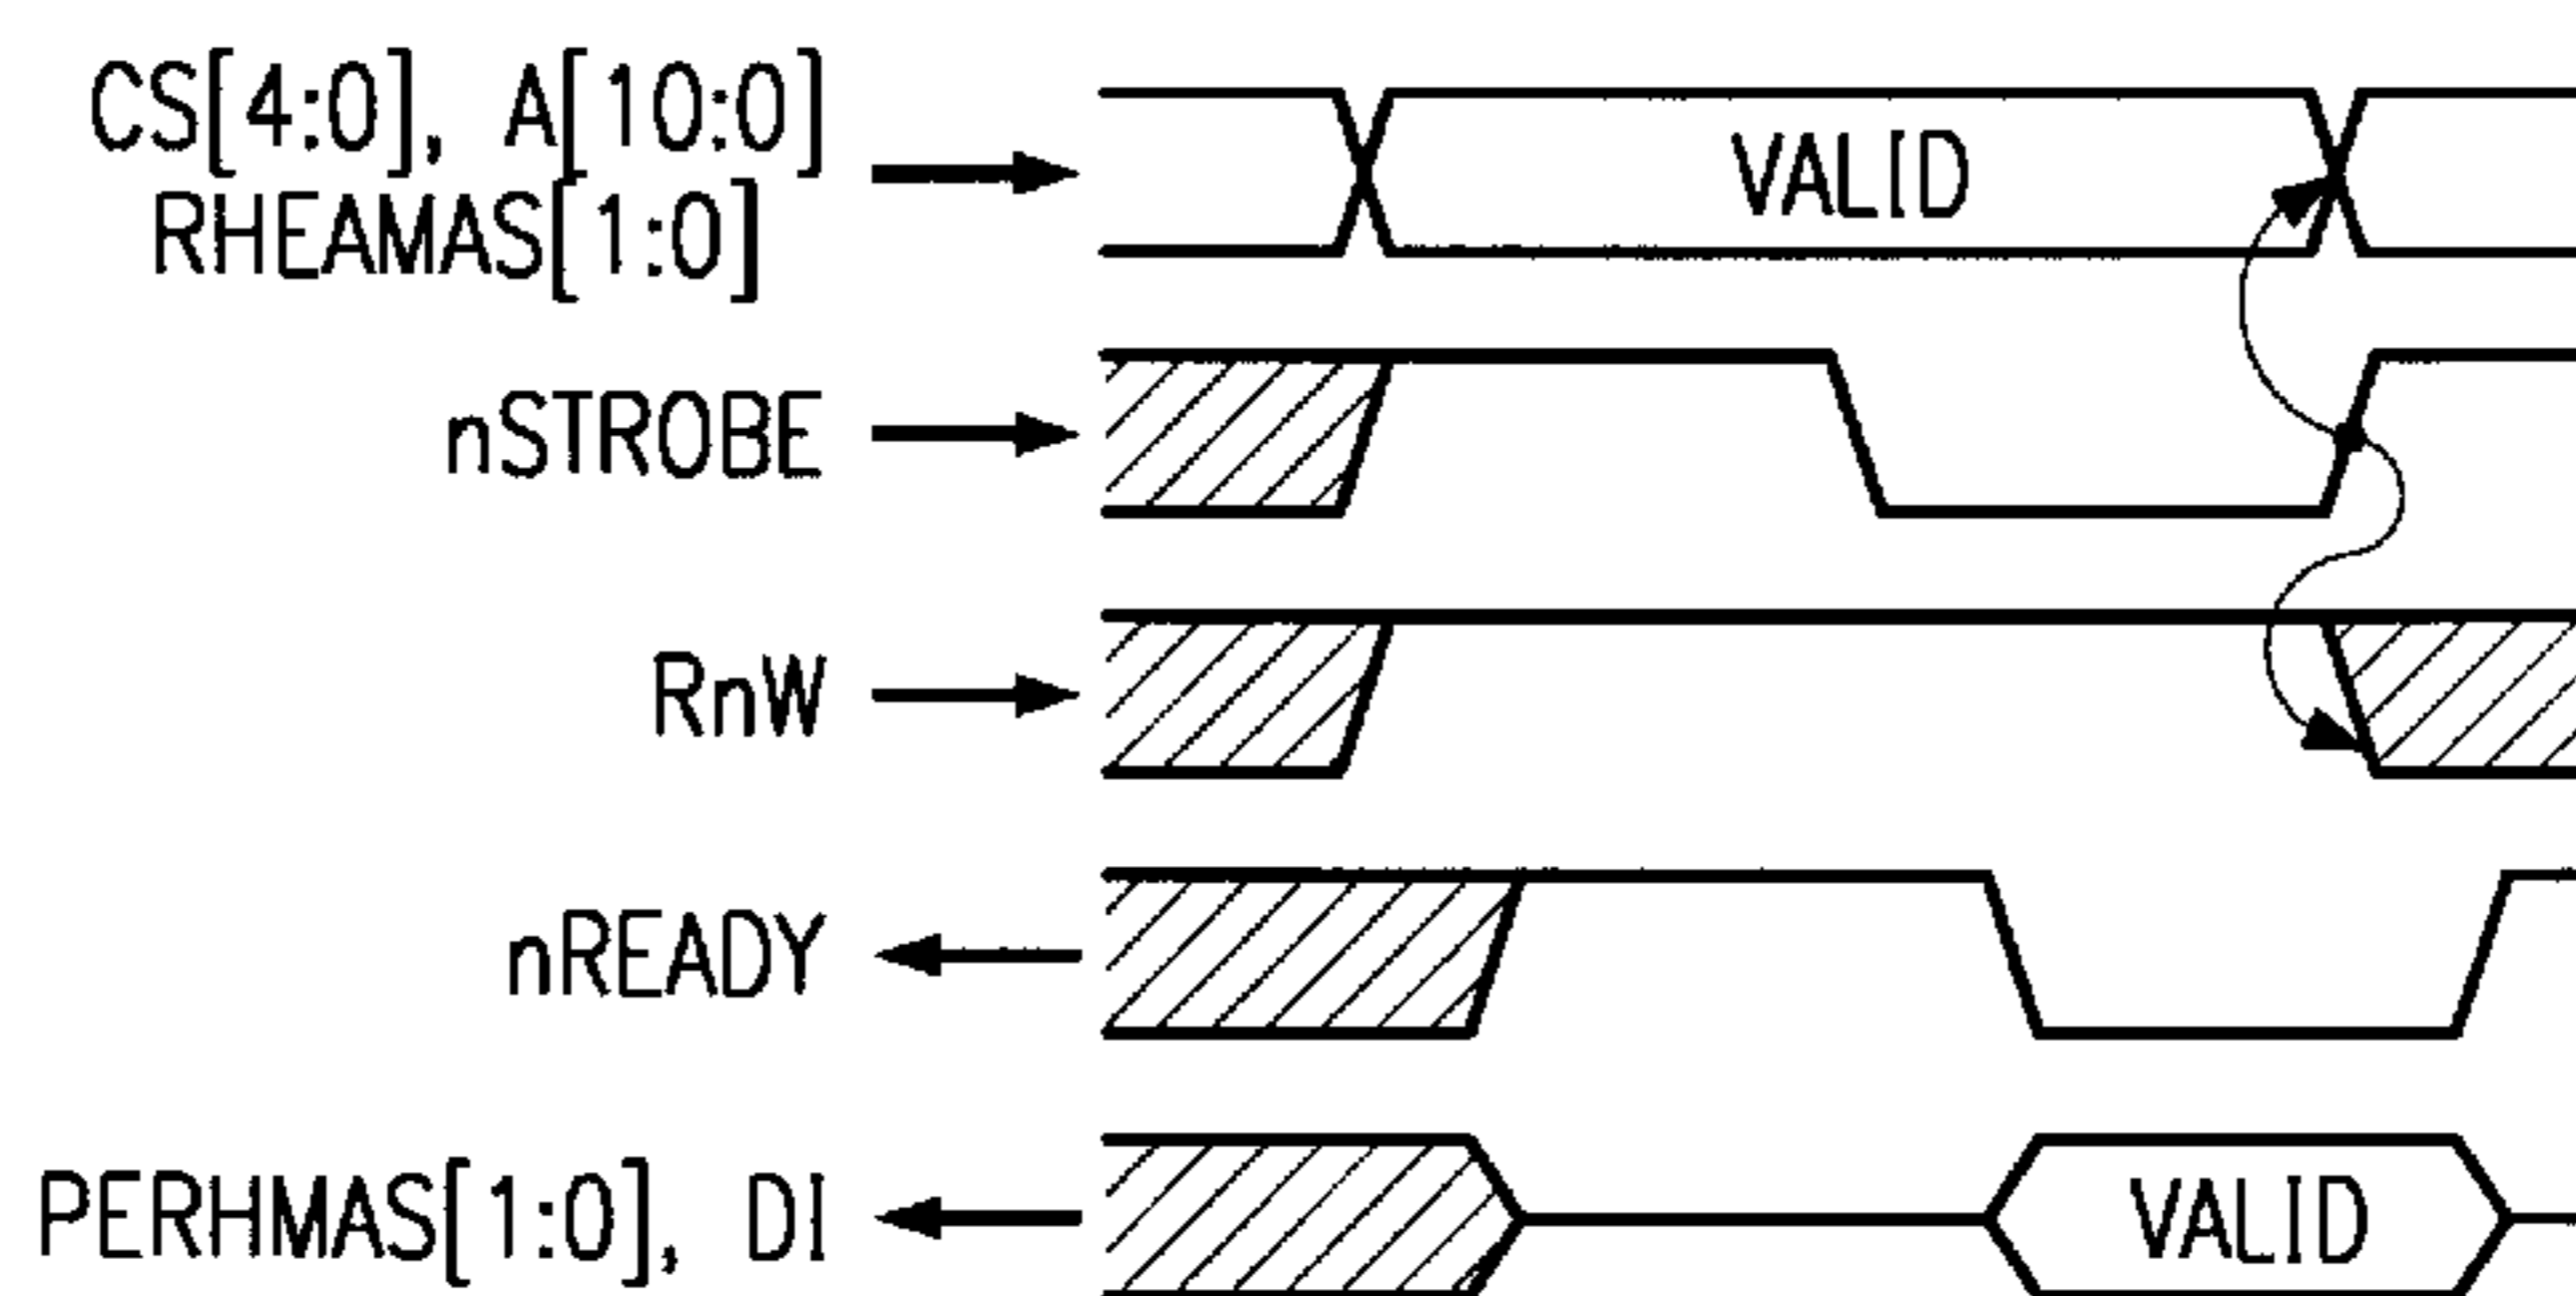 CS[4:0], A[10:0]
RHEAMAS[1:0]
VALID
nSTROBE
RnW
nREADY
PERHMAS[1:0], DI
VALID